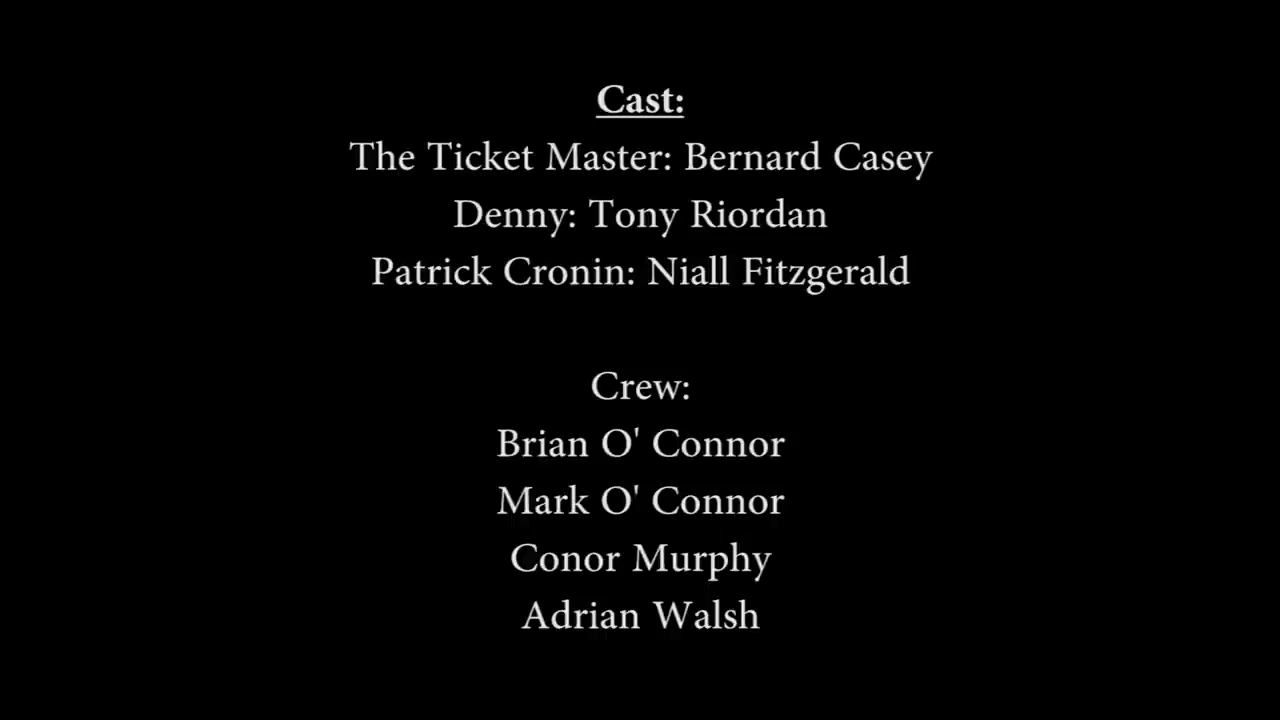 Cast:
The Ticket Master: Bernard Casey
Denny: Tony Riordan
Patrick Cronin: Niall Fitzgerald
Crew:
Brian O' Connor
Mark O' Connor
Conor Murphy
Adrian Walsh